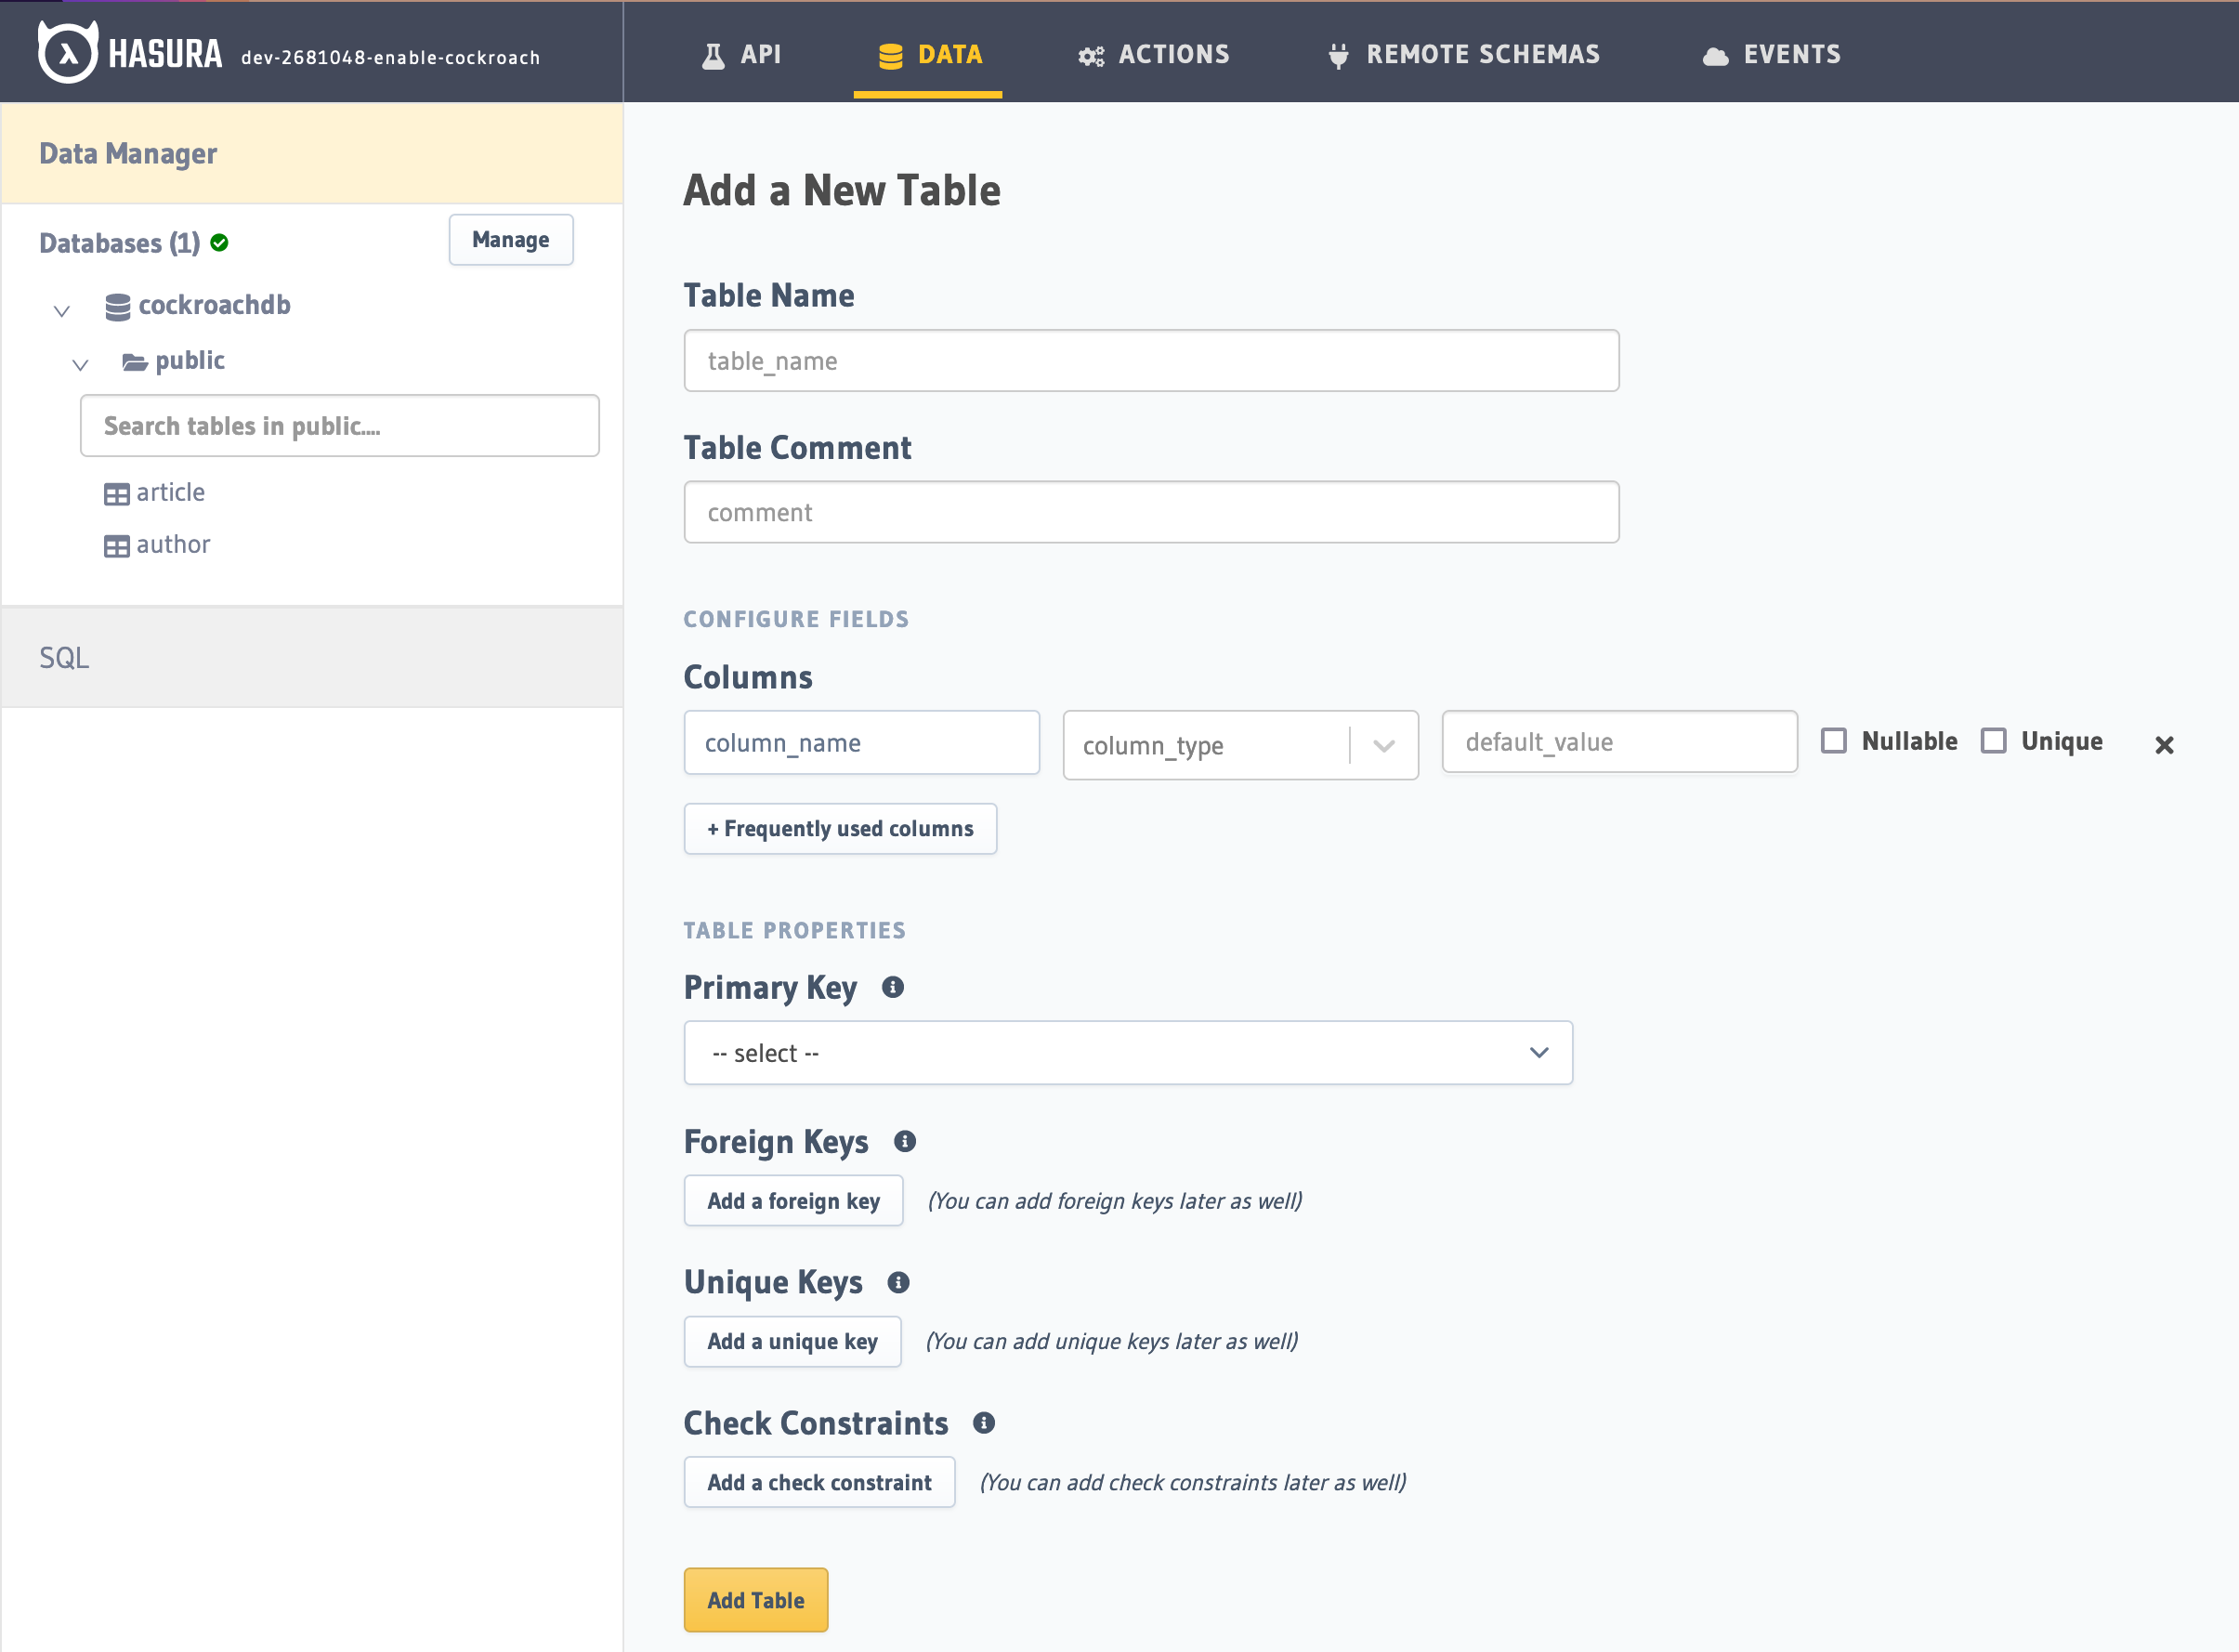 HASURA dev-2681048-enable-cockroach
API DATA ACTIONS REMOTE SCHEMAS EVENTS
Data Manager
Databases (1) Manage
cockroachdb
public
Search tables in public....
article
author
SQL
Add a New Table
Table Name
table_name
Table Comment
comment
CONFIGURE FIELDS
Columns
column_name column_type default_value Nullable Unique
+ Frequently used columns
TABLE PROPERTIES
Primary Key
-- select --
Foreign Keys
Add a foreign key (You can add foreign keys later as well)
Unique Keys
Add a unique key (You can add unique keys later as well)
Check Constraints
Add a check constraint (You can add check constraints later as well)
Add Table